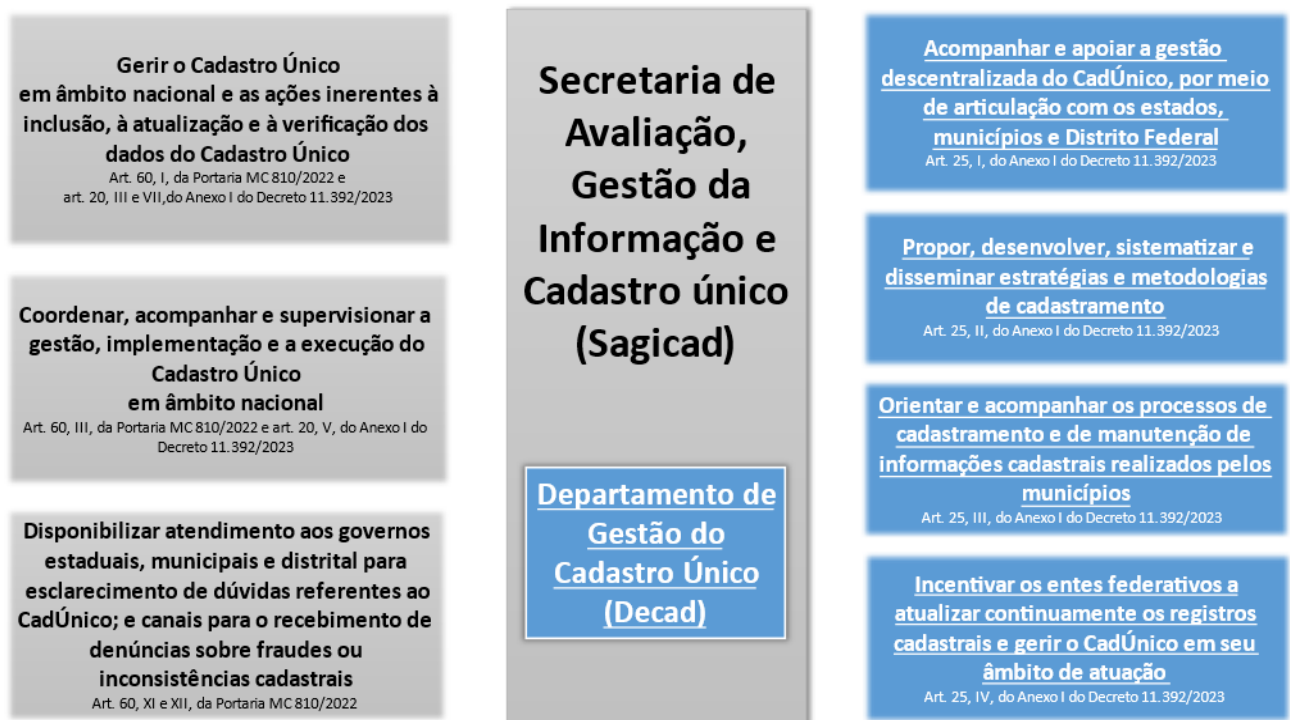 Gerir o Cadastro Único
em âmbito nacional e as ações inerentes à
inclusão, à atualização e à verificação dos
dados do Cadastro Único
Art. 60, I, da Portaria MC 810/2022 e
art. 20, III e VII,do Anexo I do Decreto 11.392/2023
Coordenar, acompanhar e supervisionar a
gestão, implementação e a execução do
Cadastro Único
em âmbito nacional
Art. 60, III, da Portaria MC 810/2022 e art. 20, V, do Anexo I do
Decreto 11.392/2023
Disponibilizar atendimento aos governos
estaduais, municipais e distrital para
esclarecimento de dúvidas referentes ao
CadÚnico; e canais para o recebimento de
denúncias sobre fraudes ou
inconsistências cadastrais
Art. 60, XI e XII, da Portaria MC 810/2022
Secretaria de
Avaliação,
Gestão da
Informação e
Cadastro único
(Sagicad)
Departamento de
Gestão do
Cadastro Único
(Decad)
Acompanhar e apoiar a gestão
descentralizada do CadÚnico, por meio
de articulação com os estados,
municípios e Distrito Federal
Art. 25, I, do Anexo I do Decreto 11.392/2023
Propor, desenvolver, sistematizar e
disseminar estratégias e metodologias
de cadastramento
Art. 25, II, do Anexo I do Decreto 11.392/2023
Orientar e acompanhar os processos de
cadastramento e de manutenção de
informações cadastrais realizados pelos
municípios
Art. 25, III, do Anexo I do Decreto 11.392/2023
Incentivar os entes federativos a
atualizar continuamente os registros
cadastrais e gerir o CadÚnico em seu
âmbito de atuação
Art. 25, IV, do Anexo I do Decreto 11.392/2023